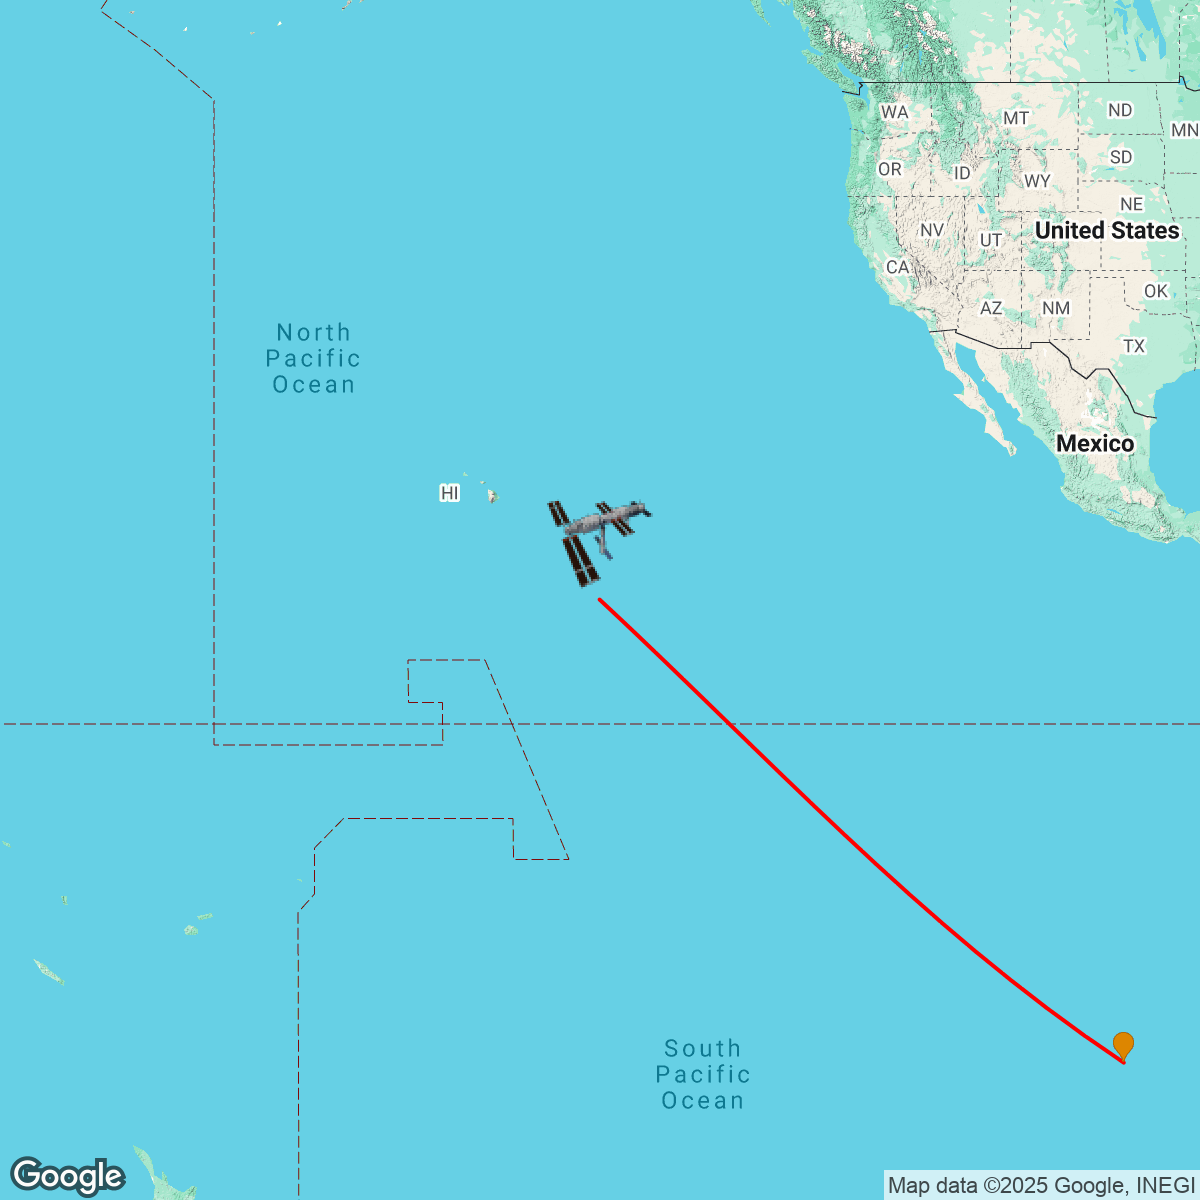 WA
MT
ND
MN
OR
ID
SD
WY
NE
NV
UT
United States
CA
AZ
NM
OK
TX
North
Pacific
Ocean
Mexico
HI
South
Pacific
Ocean
Google
Map data ©2025 Google, INEGI